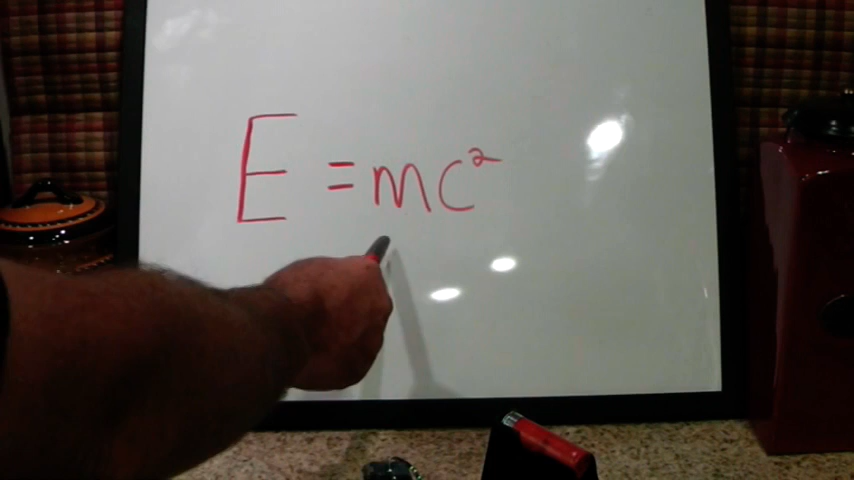 E = mc²